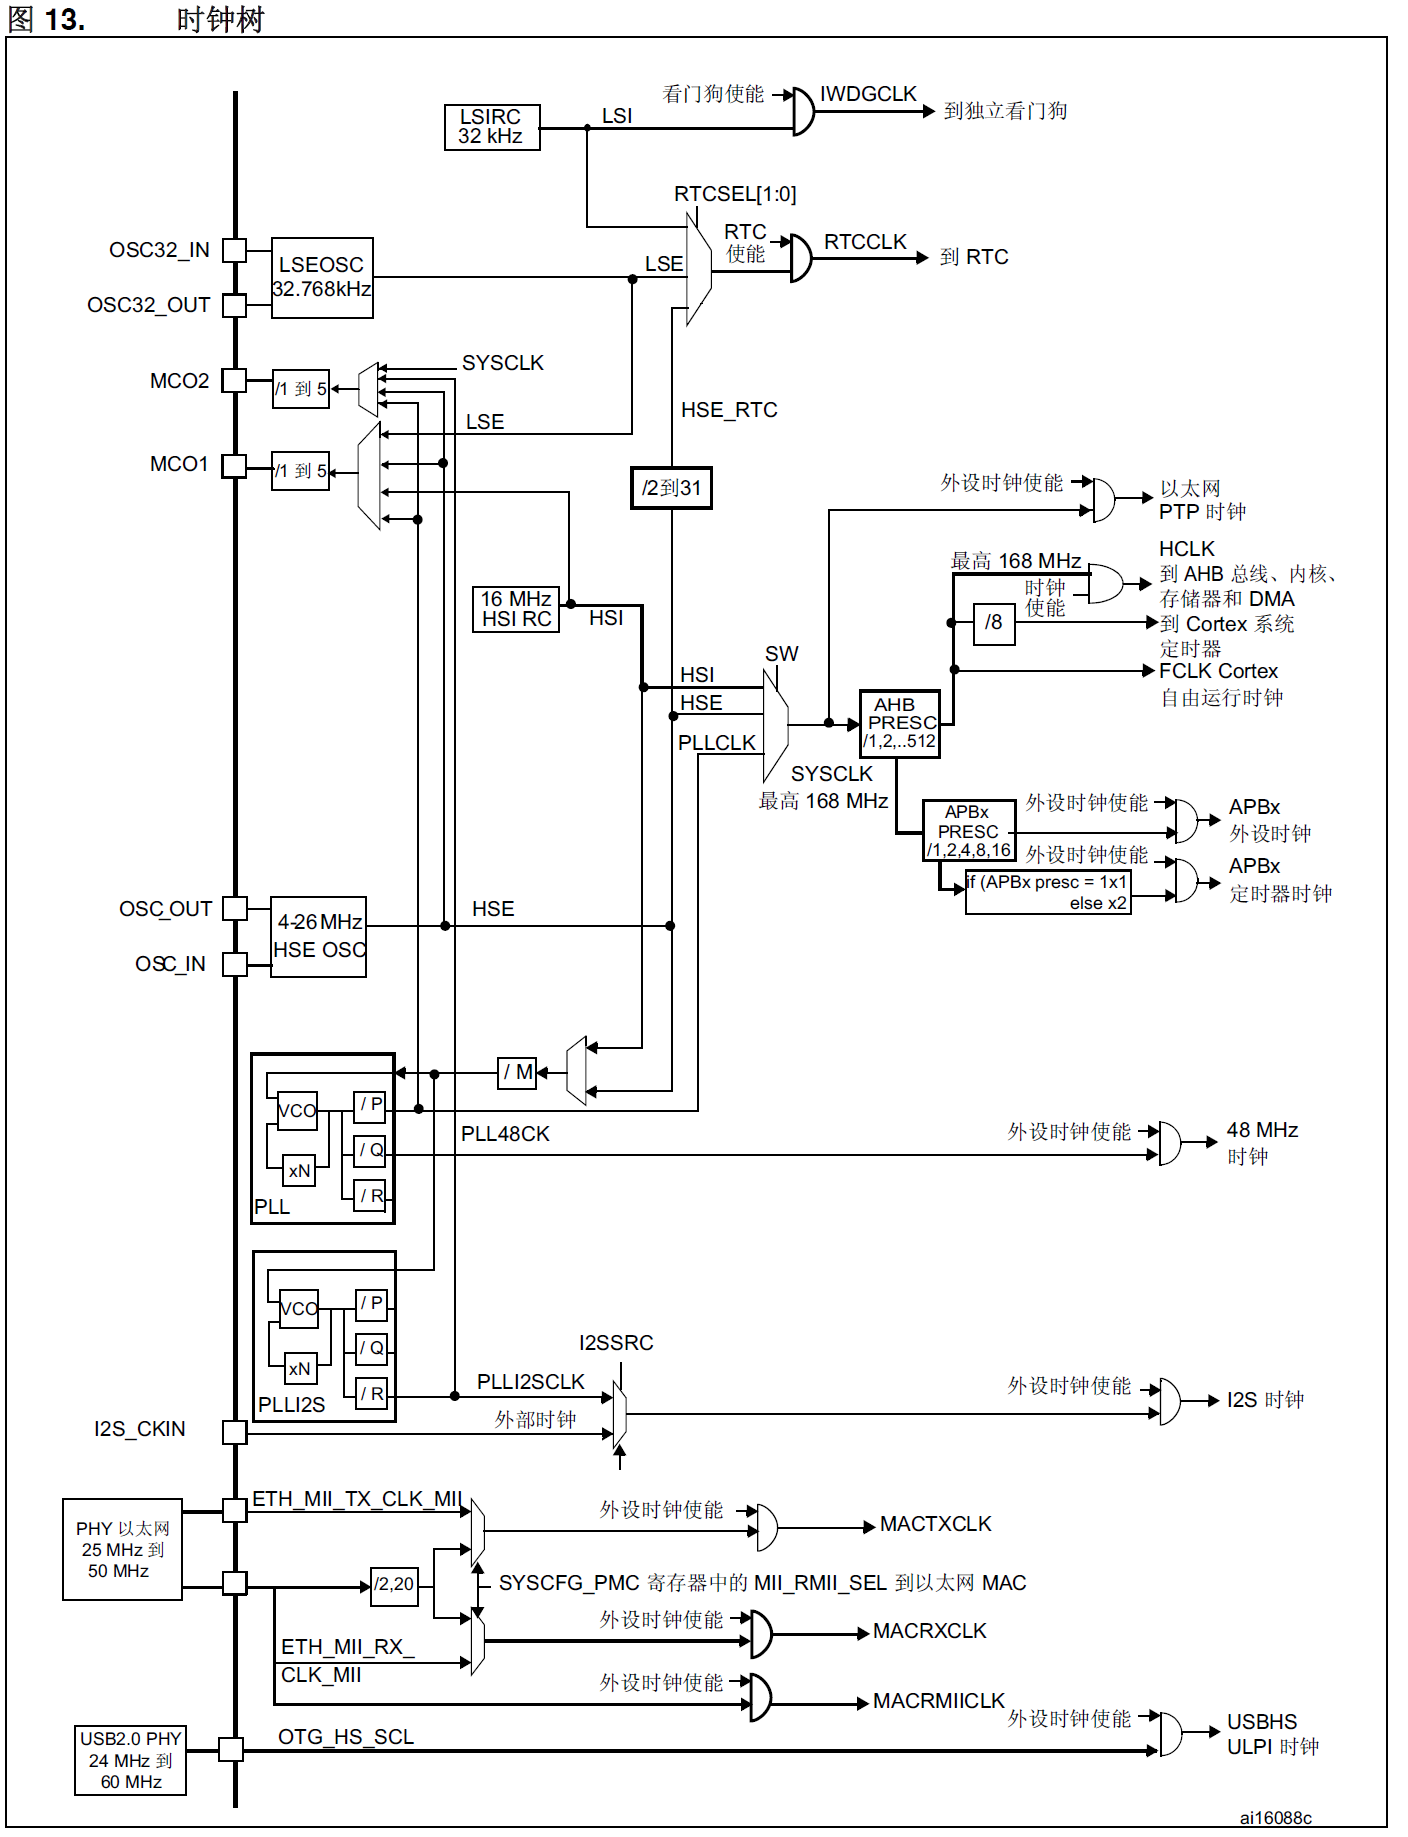 图 13. 时钟树
看门狗使能
IWDGCLK
到独立看门狗
LSIRC
32 kHz
LSI
RTCSEL[1:0]
OSC32_IN
OSC32_OUT
LSEOSC
32.768kHz
LSE
RTC
使能
RTCCLK
到 RTC
MCO2
/1 到 5
SYSCLK
LSE
HSE_RTC
MCO1
/1 到 5
/2到31
外设时钟使能
以太网
PTP 时钟
16 MHz
HSI RC
HSI
最高 168 MHz
时钟
使能
HCLK
到 AHB 总线、内核、
存储器和 DMA
/8
到 Cortex 系统
定时器
FCLK Cortex
自由运行时钟
SW
HSI
HSE
PLLCLK
SYSCLK
最高 168 MHz
AHB
PRESC
/1,2,..512
APBx
PRESC
/1,2,4,8,16
外设时钟使能
APBx
外设时钟
外设时钟使能
APBx
定时器时钟
if (APBx presc = 1x1
else x2
OSC_OUT
OSC_IN
4-26 MHz
HSE OSC
HSE
/ M
VCO
xN
/ P
/ Q
/ R
PLL
PLL48CK
外设时钟使能
48 MHz
时钟
VCO
xN
/ P
/ Q
/ R
PLLI2S
I2SSRC
PLLI2SCLK
外部时钟
I2S_CKIN
外设时钟使能
I2S 时钟
PHY 以太网
25 MHz 到
50 MHz
ETH_MII_TX_CLK_MII
外设时钟使能
MACTXCLK
/2,20
SYSCFG_PMC 寄存器中的 MII_RMII_SEL 到以太网 MAC
外设时钟使能
MACRXCLK
ETH_MII_RX_
CLK_MII
外设时钟使能
MACRMIICLK
USB2.0 PHY
24 MHz 到
60 MHz
OTG_HS_SCL
外设时钟使能
USBHS
ULPI 时钟
ai16088c